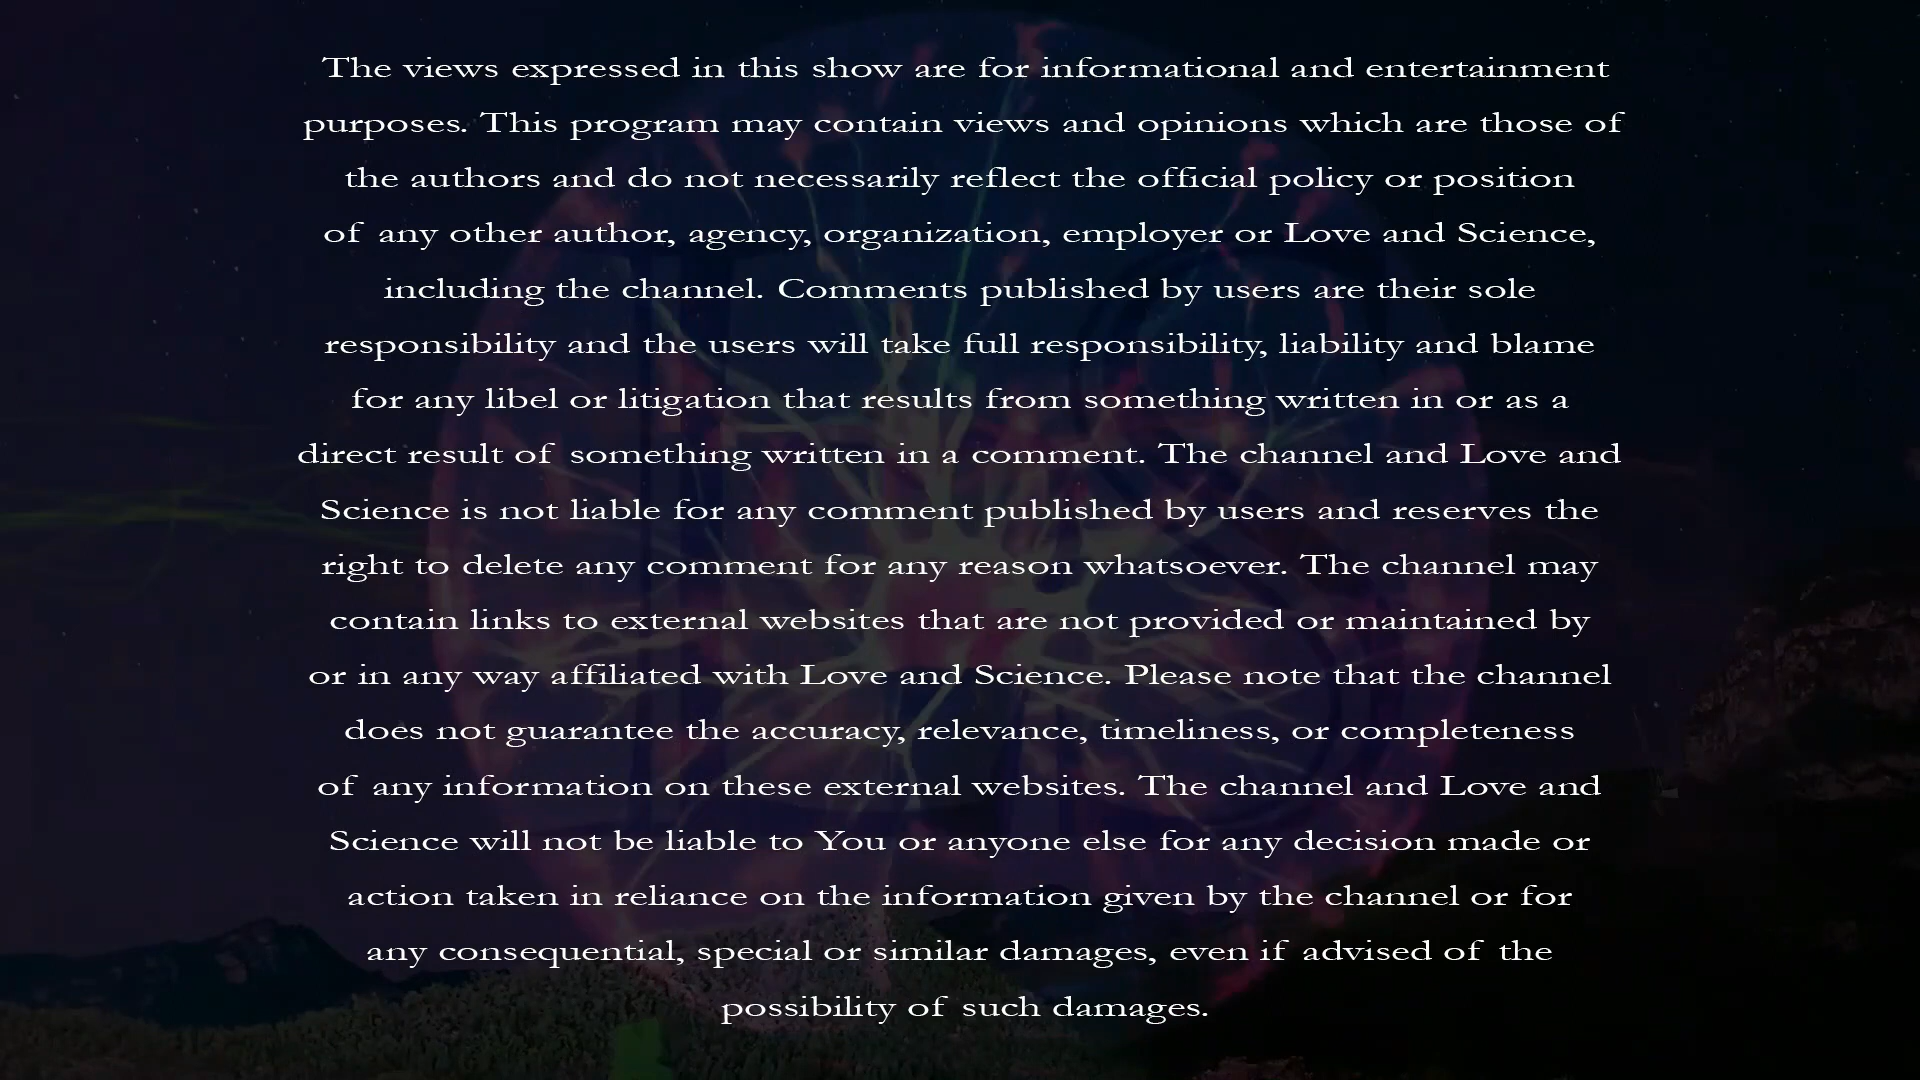 The views expressed in this show are for informational and entertainment
purposes. This program may contain views and opinions which are those of
the authors and do not necessarily reflect the official policy or position
of any other author, agency, organization, employer or Love and Science,
including the channel. Comments published by users are their sole
responsibility and the users will take full responsibility, liability and blame
for any libel or litigation that results from something written in or as a
direct result of something written in a comment. The channel and Love and
Science is not liable for any comment published by users and reserves the
right to delete any comment for any reason whatsoever. The channel may
contain links to external websites that are not provided or maintained by
or in any way affiliated with Love and Science. Please note that the channel
does not guarantee the accuracy, relevance, timeliness, or completeness
of any information on these external websites. The channel and Love and
Science will not be liable to You or anyone else for any decision made or
action taken in reliance on the information given by the channel or for
any consequential, special or similar damages, even if advised of the
possibility of such damages.